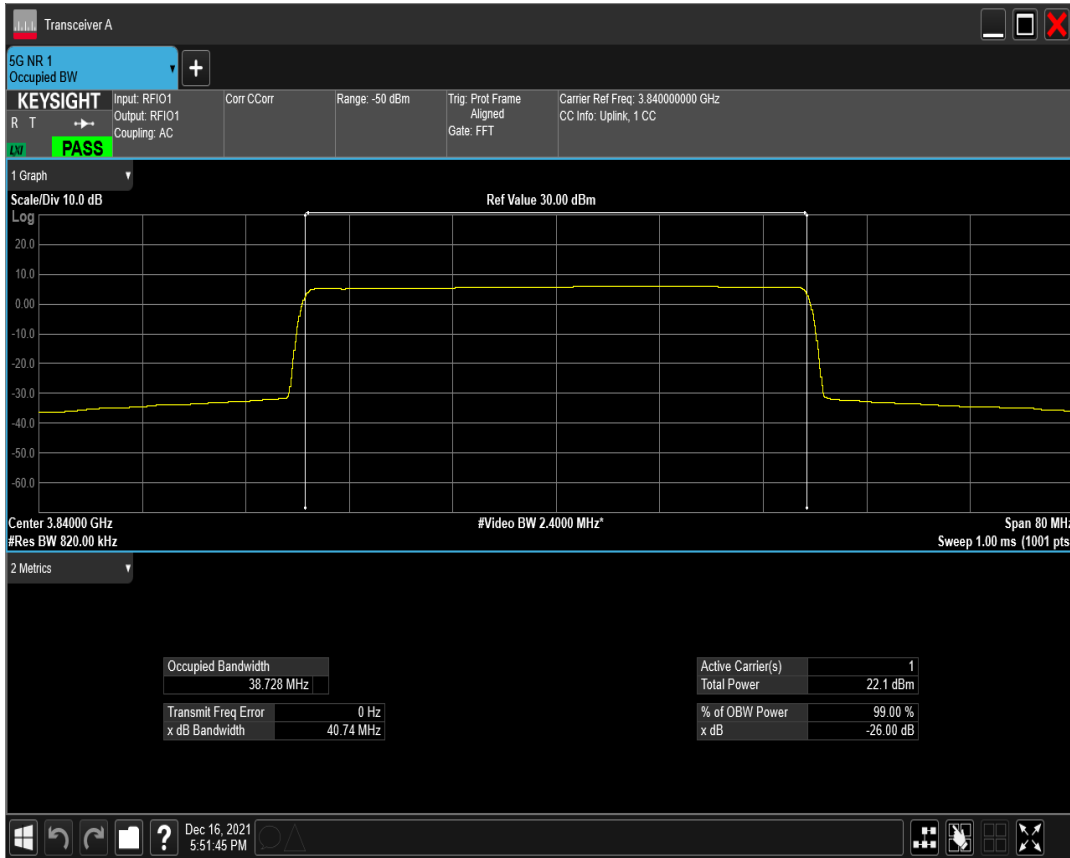 Transceiver A
5G NR 1
Occupied BW
KEYSIGHT
R T
LXI
PASS
Input: RFIO1
Output: RFIO1
Coupling: AC
Corr CCorr
Range: -50 dBm
Trig: Prot Frame
Aligned
Gate: FFT
Carrier Ref Freq: 3.840000000 GHz
CC Info: Uplink, 1 CC
1 Graph
Scale/Div 10.0 dB
Ref Value 30.00 dBm
Log
20.0
10.0
0.00
-10.0
-20.0
-30.0
-40.0
-50.0
-60.0
Center 3.84000 GHz
#Video BW 2.4000 MHz*
Span 80 MHz
#Res BW 820.00 kHz
Sweep 1.00 ms (1001 pts
2 Metrics
Occupied Bandwidth
38.728 MHz
Transmit Freq Error 0 Hz
x dB Bandwidth 40.74 MHz
Active Carrier(s) 1
Total Power 22.1 dBm
% of OBW Power 99.00 %
x dB -26.00 dB
?
Dec 16, 2021
5:51:45 PM